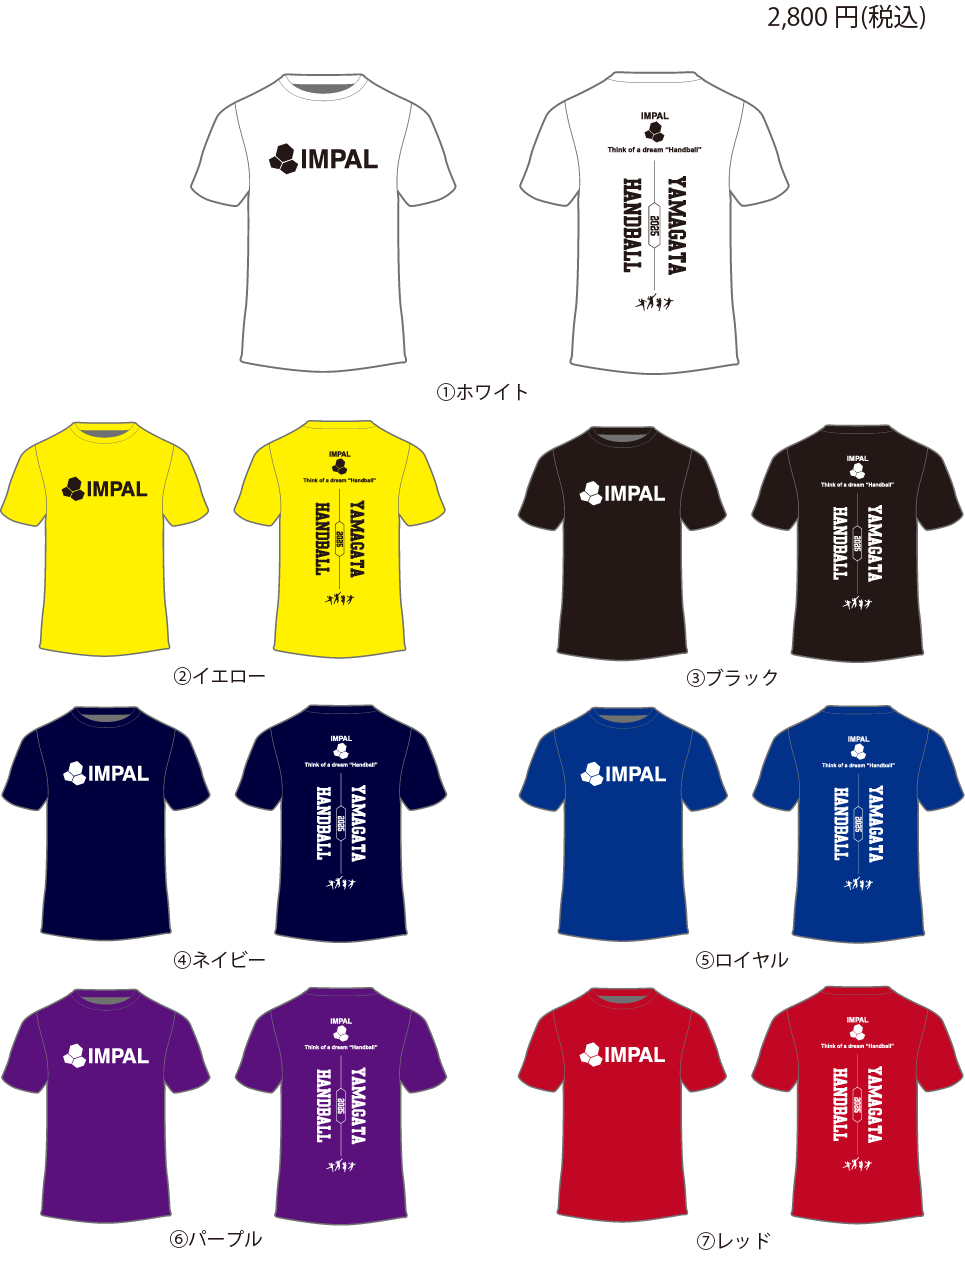 2,800 円(税込)
IMPAL
IMPAL
Think of a dream “Handball”
YAMAGATA
2025
HANDBALL
①ホワイト
IMPAL
IMPAL
Think of a dream “Handball”
YAMAGATA
2025
HANDBALL
②イエロー
IMPAL
IMPAL
Think of a dream “Handball”
YAMAGATA
2025
HANDBALL
③ブラック
IMPAL
IMPAL
Think of a dream “Handball”
YAMAGATA
2025
HANDBALL
④ネイビー
IMPAL
IMPAL
Think of a dream “Handball”
YAMAGATA
2025
HANDBALL
⑤ロイヤル
IMPAL
IMPAL
Think of a dream “Handball”
YAMAGATA
2025
HANDBALL
⑥パープル
IMPAL
IMPAL
Think of a dream “Handball”
YAMAGATA
2025
HANDBALL
⑦レッド